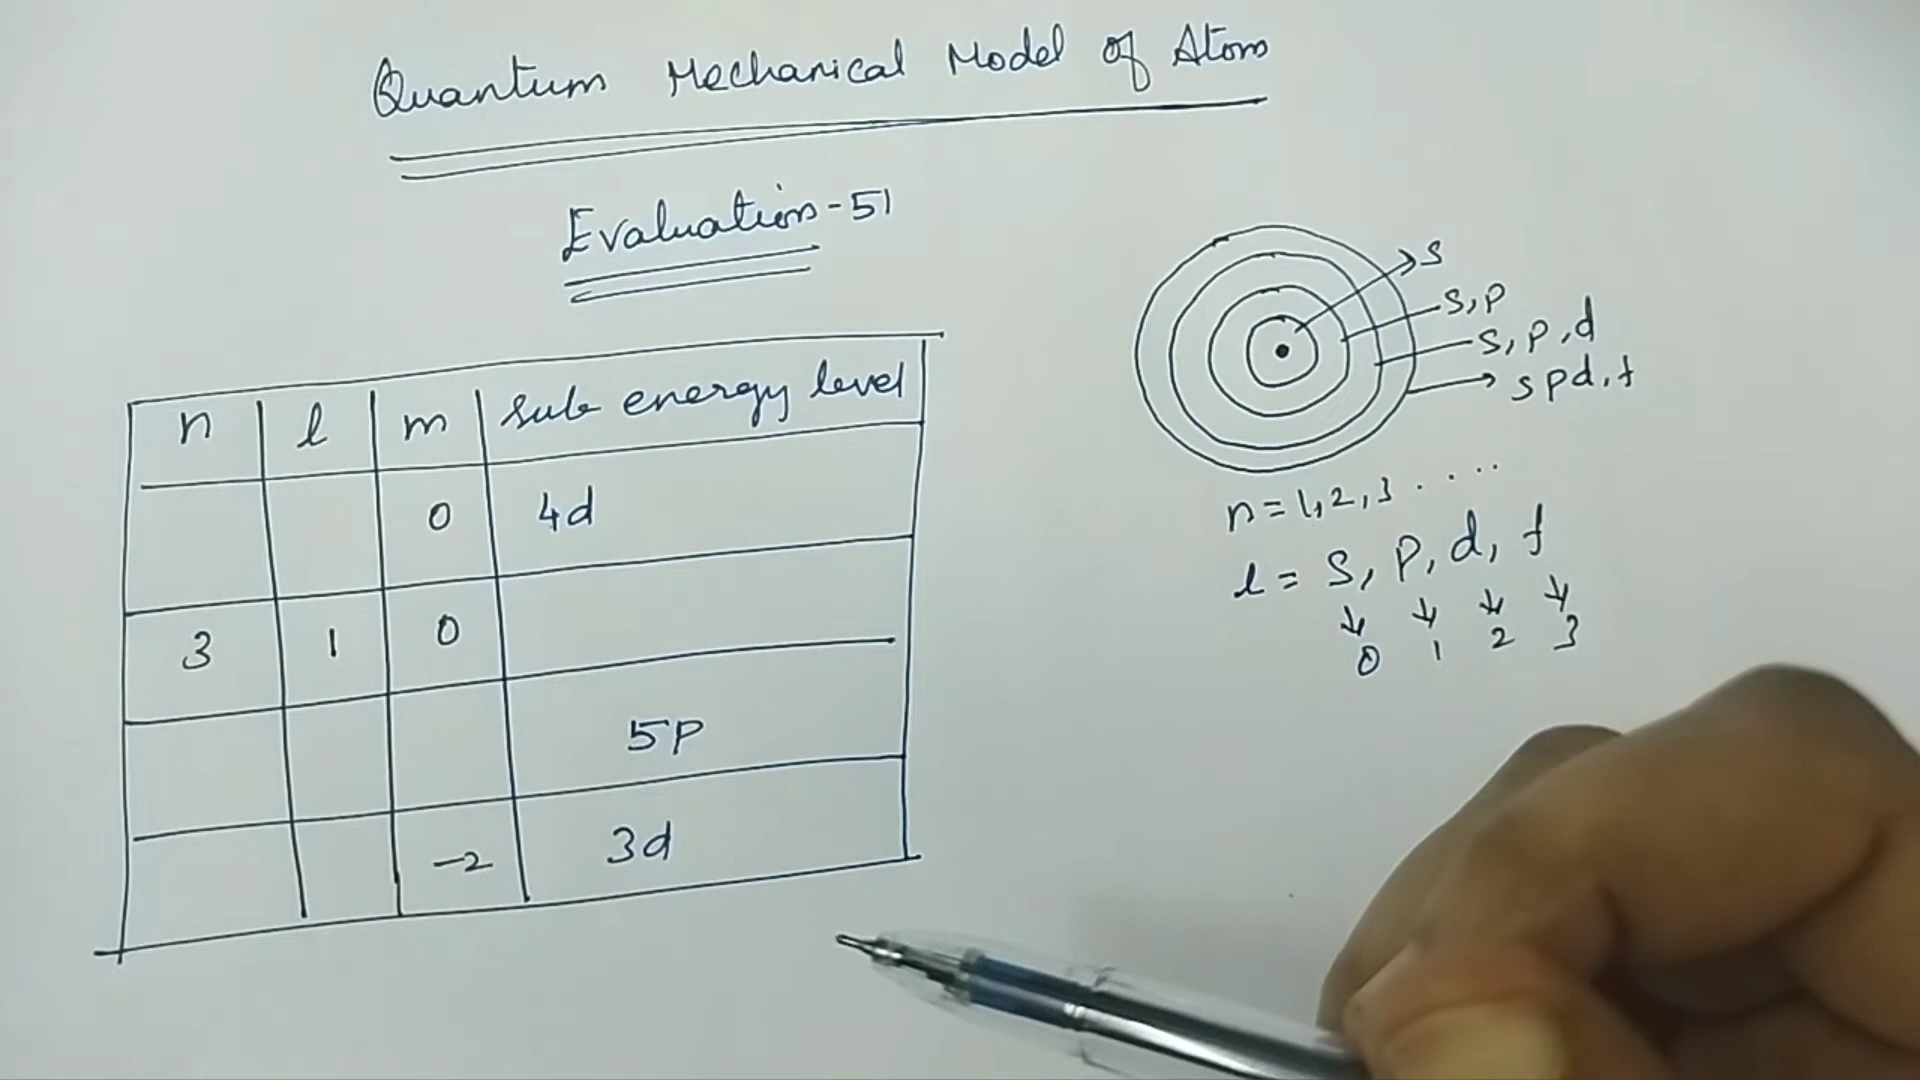 Quantum Mechanical Model of Atom
Evaluation-51
n l m sub energy level
0 4d
3 1 0
5p
-2 3d
s
s,p
s,p,d
s p d,f
n=1,2,3.....
l= s, p, d, f
0 1 2 3